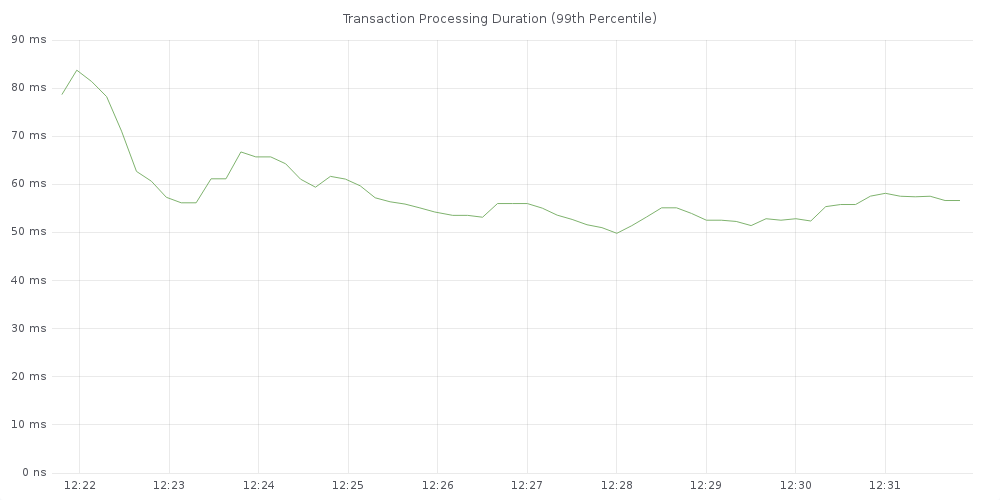 Transaction Processing Duration (99th Percentile)
90 ms
80 ms
70 ms
60 ms
50 ms
40 ms
30 ms
20 ms
10 ms
0 ns
12:22 12:23 12:24 12:25 12:26 12:27 12:28 12:29 12:30 12:31